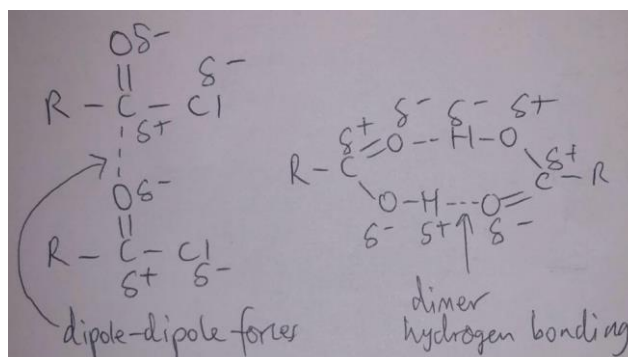 Oδ-
||
δ-
R - C - Cl
δ+
Oδ-
||
R - C - Cl
δ+ δ-
dipole-dipole forces
δ- δ- δ+
δ+ O --- H - O δ+
R - C C - R
O - H --- O
δ- δ+ δ-
dimer
hydrogen bonding